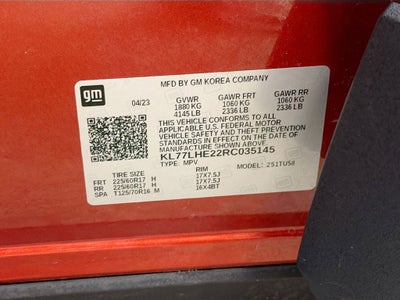 gm
MFD BY GM KOREA COMPANY
04/23 GVWR GAWR FRT GAWR RR
1880 KG 1060 KG 1060 KG
4145 LB 2336 LB 2336 LB
THIS VEHICLE CONFORMS TO ALL
APPLICABLE U.S. FEDERAL MOTOR
VEHICLE SAFETY AND THEFT PREVENTION
STANDARDS IN EFFECT ON THE DATE OF
MANUFACTURE SHOWN ABOVE.
KL77LHE22RC035145
TYPE: MPV MODEL: 251TU58
TIRE SIZE RIM
FRT 225/60R17 H 17X7.5J
RR 225/60R17 H 17X7.5J
SP T125/70R16 M 16X4BT